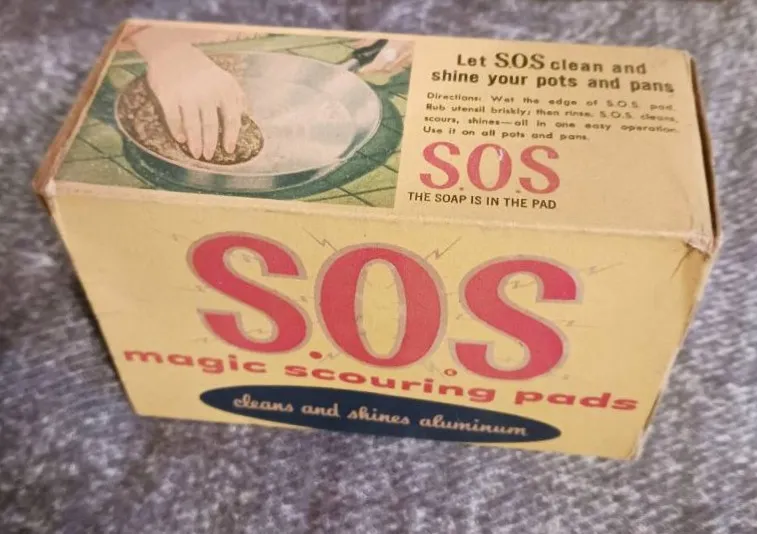 Let S.O.S clean and
shine your pots and pans
Directions: Wet the edge of S.O.S. pad.
Rub utensil briskly; then rinse. S.O.S. cleans,
scours, shines—all in one easy operation.
Use it on all pots and pans.
S.O.S
THE SOAP IS IN THE PAD
S.O.S
magic scouring pads
cleans and shines aluminum